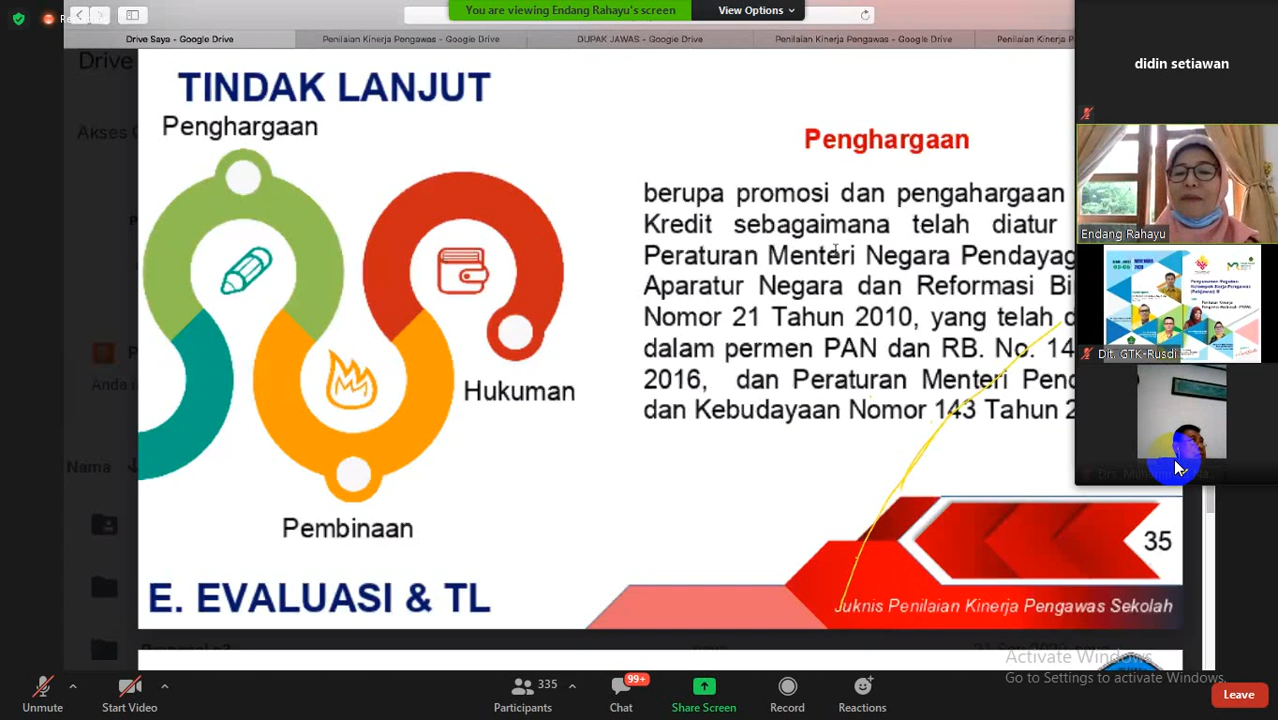 You are viewing Endang Rahayu's screen
View Options
Drive Saya - Google Drive
Penilaian Kinerja Pengawas - Google Drive
DUPAK JAWAS - Google Drive
Penilaian Kinerja Pengawas - Google Drive
Penilaian Kinerja P
Drive
Akses C
Nama
TINDAK LANJUT
Penghargaan
Hukuman
Pembinaan
E. EVALUASI & TL
Penghargaan
berupa promosi dan pengahargaan
Kredit sebagaimana telah diatur
Peraturan Menteri Negara Pendayag
Aparatur Negara dan Reformasi Bi
Nomor 21 Tahun 2010, yang telah d
dalam permen PAN dan RB. No. 14
2016, dan Peraturan Menteri Pend
dan Kebudayaan Nomor 143 Tahun 2
35
Juknis Penilaian Kinerja Pengawas Sekolah
didin setiawan
Endang Rahayu
Dit. GTK-Rusdi
Activate Windows
Go to Settings to activate Windows.
Unmute
Start Video
335
Participants
99+
Chat
Share Screen
Record
Reactions
Leave